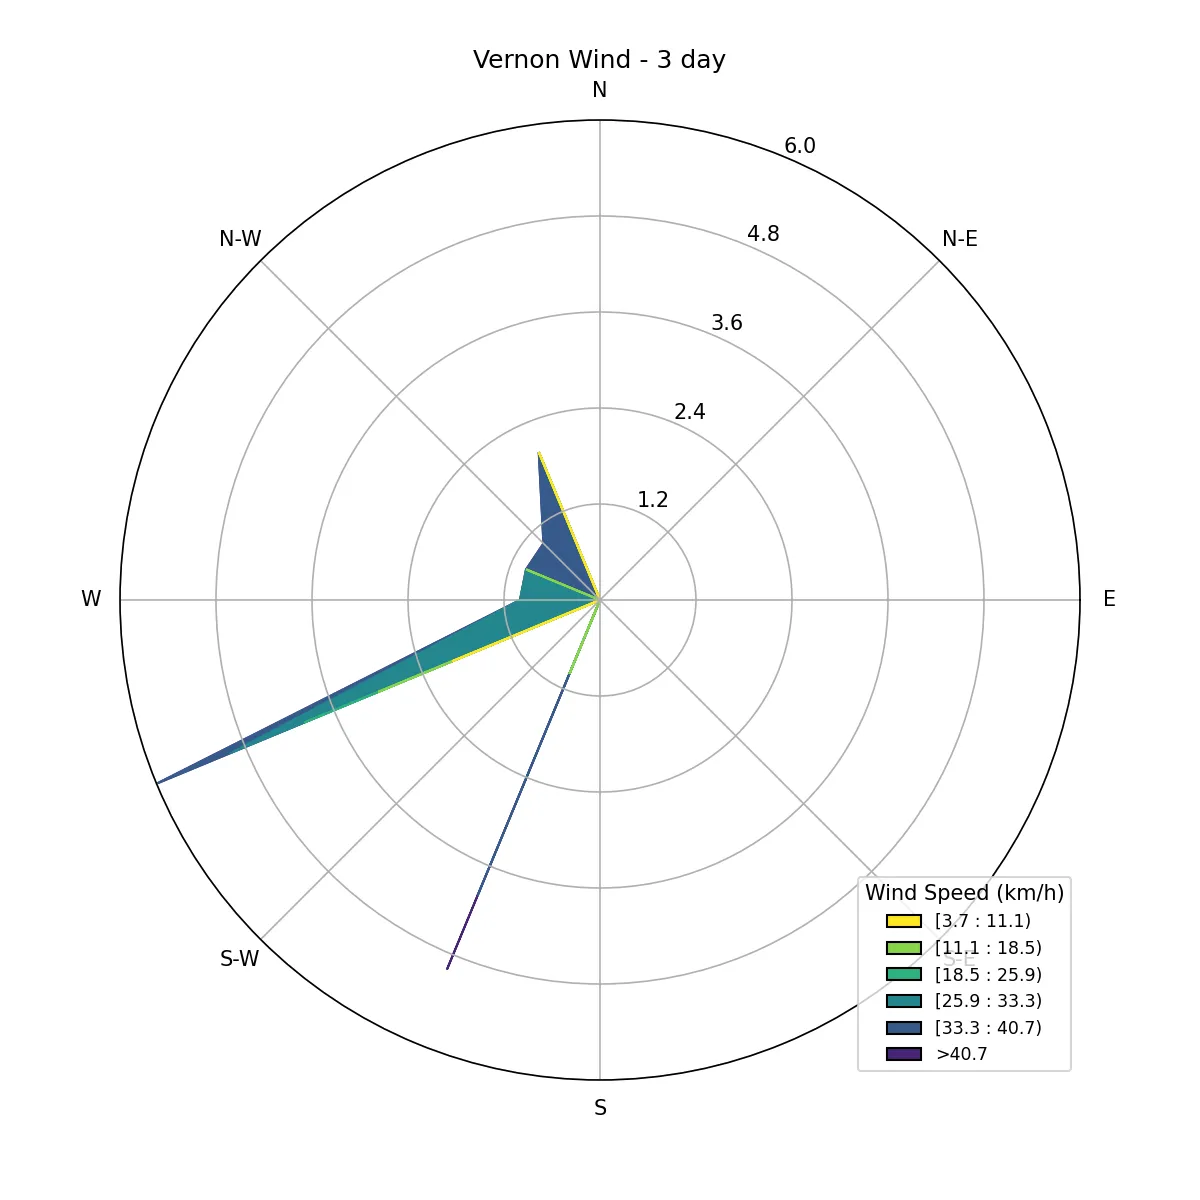 Vernon Wind - 3 day
N
6.0
N-W
N-E
4.8
3.6
2.4
1.2
W
E
S-W
S-E
S
Wind Speed (km/h)
[3.7 : 11.1)
[11.1 : 18.5)
[18.5 : 25.9)
[25.9 : 33.3)
[33.3 : 40.7)
>40.7